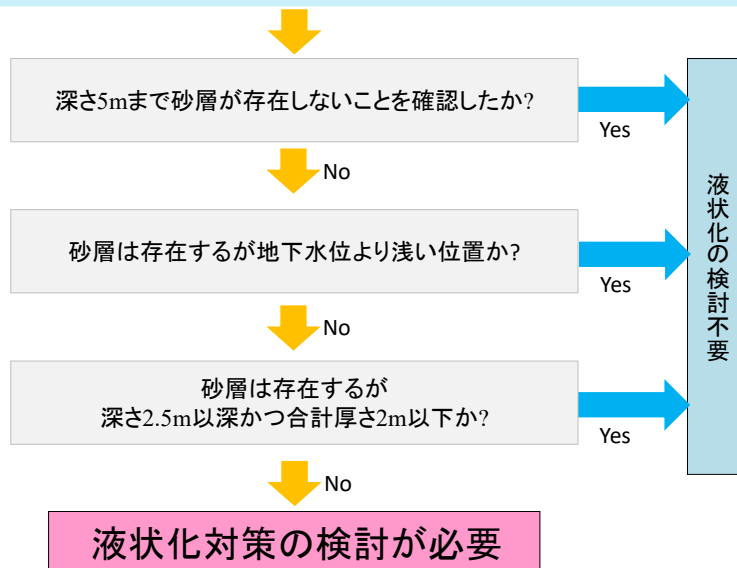 深さ5mまで砂層が存在しないことを確認したか?
Yes
No
砂層は存在するが地下水位より浅い位置か?
Yes
No
砂層は存在するが
深さ2.5m以深かつ合計厚さ2m以下か?
Yes
No
液状化の検討不要
液状化対策の検討が必要